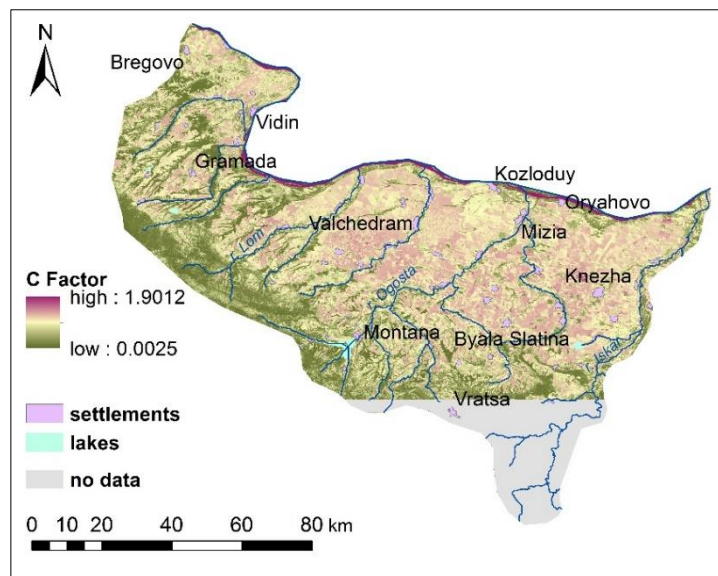 N
Bregovo
Vidin
Gramada
Kozloduy
Oryahovo
Valchedram
Mizia
r. Lom
Knezha
r. Ogosta
C Factor
high : 1.9012
low : 0.0025
Montana
Byala Slatina
r. Iskar
Vratsa
settlements
lakes
no data
0 10 20 40 60 80 km